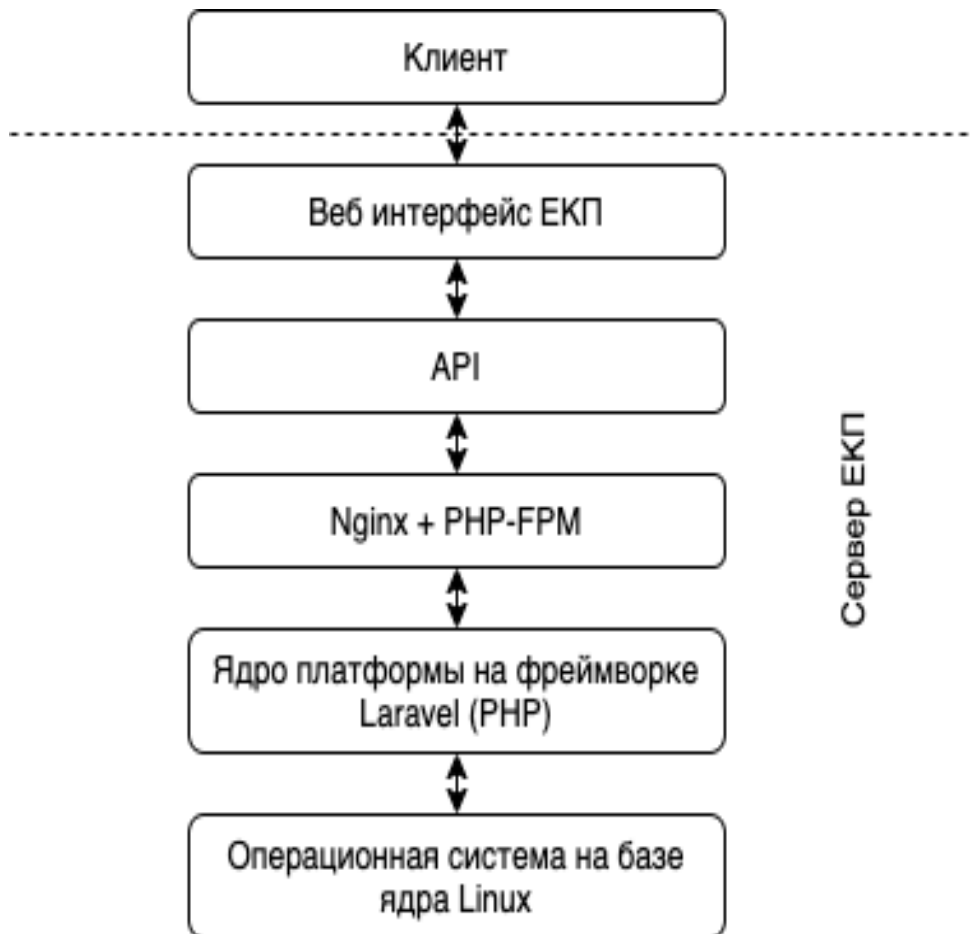 Клиент
Веб интерфейс ЕКП
API
Nginx + PHP-FPM
Сервер ЕКП
Ядро платформы на фреймворке
Laravel (PHP)
Операционная система на базе
ядра Linux